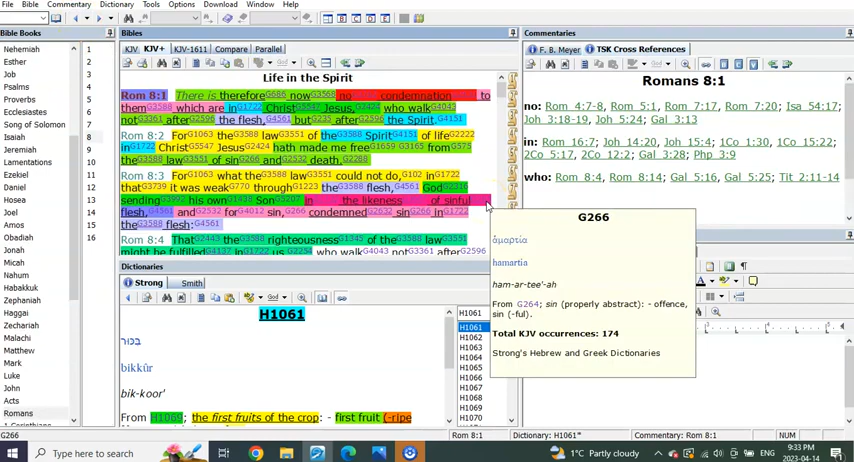 File View Commentary Dictionary Tools Options Download Window Help
Bible Books
Nehemiah
Esther
Job
Psalms
Proverbs
Ecclesiastes
Song of Solomon
Isaiah
Jeremiah
Lamentations
Ezekiel
Daniel
Hosea
Joel
Amos
Obadiah
Jonah
Micah
Nahum
Habakkuk
Zephaniah
Haggai
Zechariah
Malachi
Matthew
Mark
Luke
John
Acts
Romans
1 Corinthians
1
2
3
4
5
6
7
8
9
10
11
12
13
14
15
16
Bibles
KJV KJV+ KJV-1611 Compare Parallel
Life in the Spirit
Rom 8:1 There is therefore G686 now G3568 no condemnation to
them G3588 which are in G1722 Christ G5547 Jesus, G2424 who walk G4043
not G3361 after G2596 the flesh, G4561 but G235 after G2596 the Spirit. G4151
Rom 8:2 For G1063 the G3588 law G3551 of the G3588 Spirit G4151 of life G2222
in G1722 Christ G5547 Jesus G2424 hath made me free G1659 from G575
the G3588 law G3551 of sin G266 and G2532 death. G2288
Rom 8:3 For G1063 what the G3588 law G3551 could not do, G102 in G1722
that G3739 it was weak G770 through G1223 the G3588 flesh, G4561 God G2316
sending G3992 his own G1438 Son G5207 in the likeness of sinful
flesh, G4561 and G2532 for G4012 sin, G266 condemned G2632 sin G266 in G1722
the G3588 flesh: G4561
Rom 8:4 That G2443 the G3588 righteousness G1345 of the G3588 law G3551
might be fulfilled G4137 in G1722 us, G2254 who walk G4043 not G3361 after G2596
Dictionaries
Strong Smith
H1061
בּכּוּר
bikkûr
bik-koor'
From H1069; the first fruits of the crop: - first fruit (-ripe
H1061
H1061
H1062
H1063
H1064
H1065
H1066
H1067
H1068
H1069
H1070
Commentaries
F. B. Meyer TSK Cross References
Romans 8:1
no: Rom 4:7-8, Rom 5:1, Rom 7:17, Rom 7:20; Isa 54:17;
Joh 3:18-19, Joh 5:24; Gal 3:13
in: Rom 16:7; Joh 14:20, Joh 15:4; 1Co 1:30, 1Co 15:22;
2Co 5:17, 2Co 12:2; Gal 3:28; Php 3:9
who: Rom 8:4, Rom 8:14; Gal 5:16, Gal 5:25; Tit 2:11-14
G266
ἁμαρτία
hamartia
ham-ar-tee'-ah
From G264; sin (properly abstract): - offence,
sin (-ful).
Total KJV occurrences: 174
Strong's Hebrew and Greek Dictionaries
G266 Rom 8:1 Dictionary: H1061" Commentary: Rom 8:1 NUM
Type here to search
1°C Partly cloudy
ENG
9:33 PM
2023-04-14